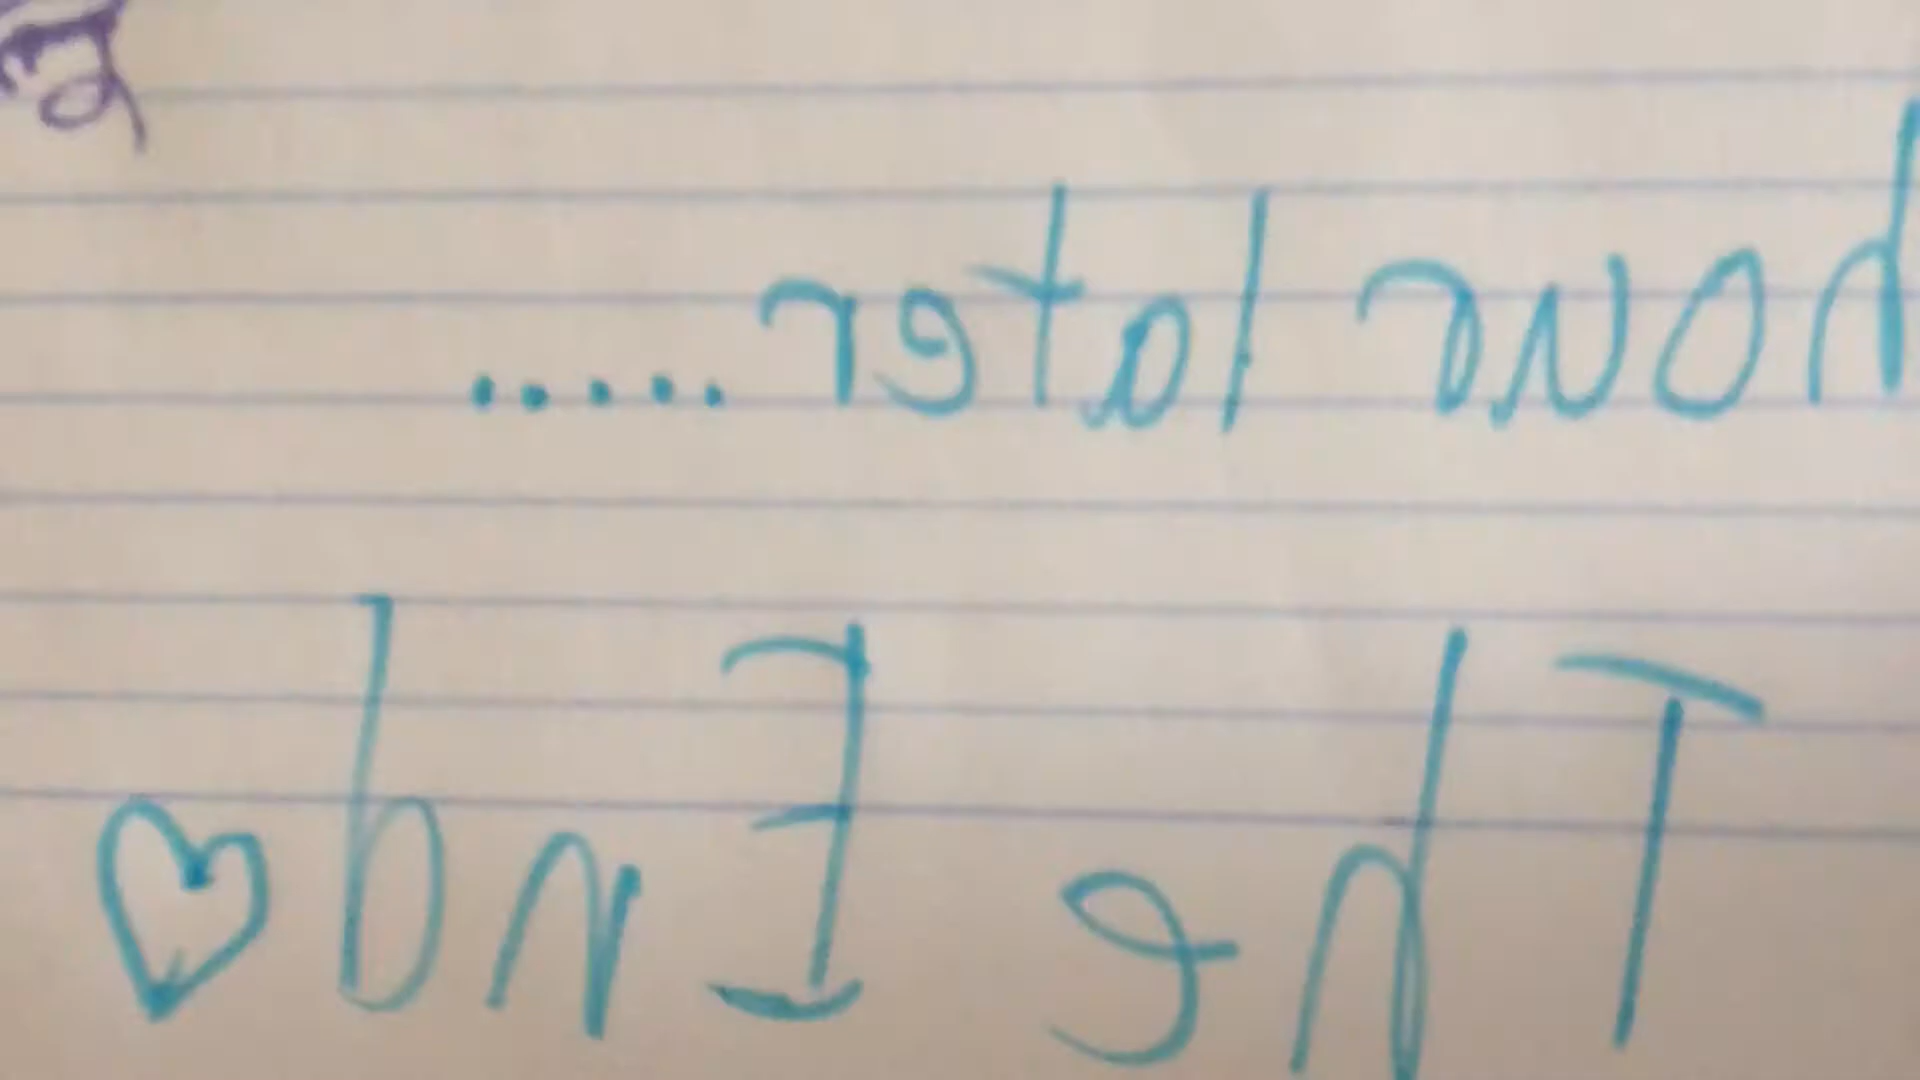 hour later.....
The End ♡